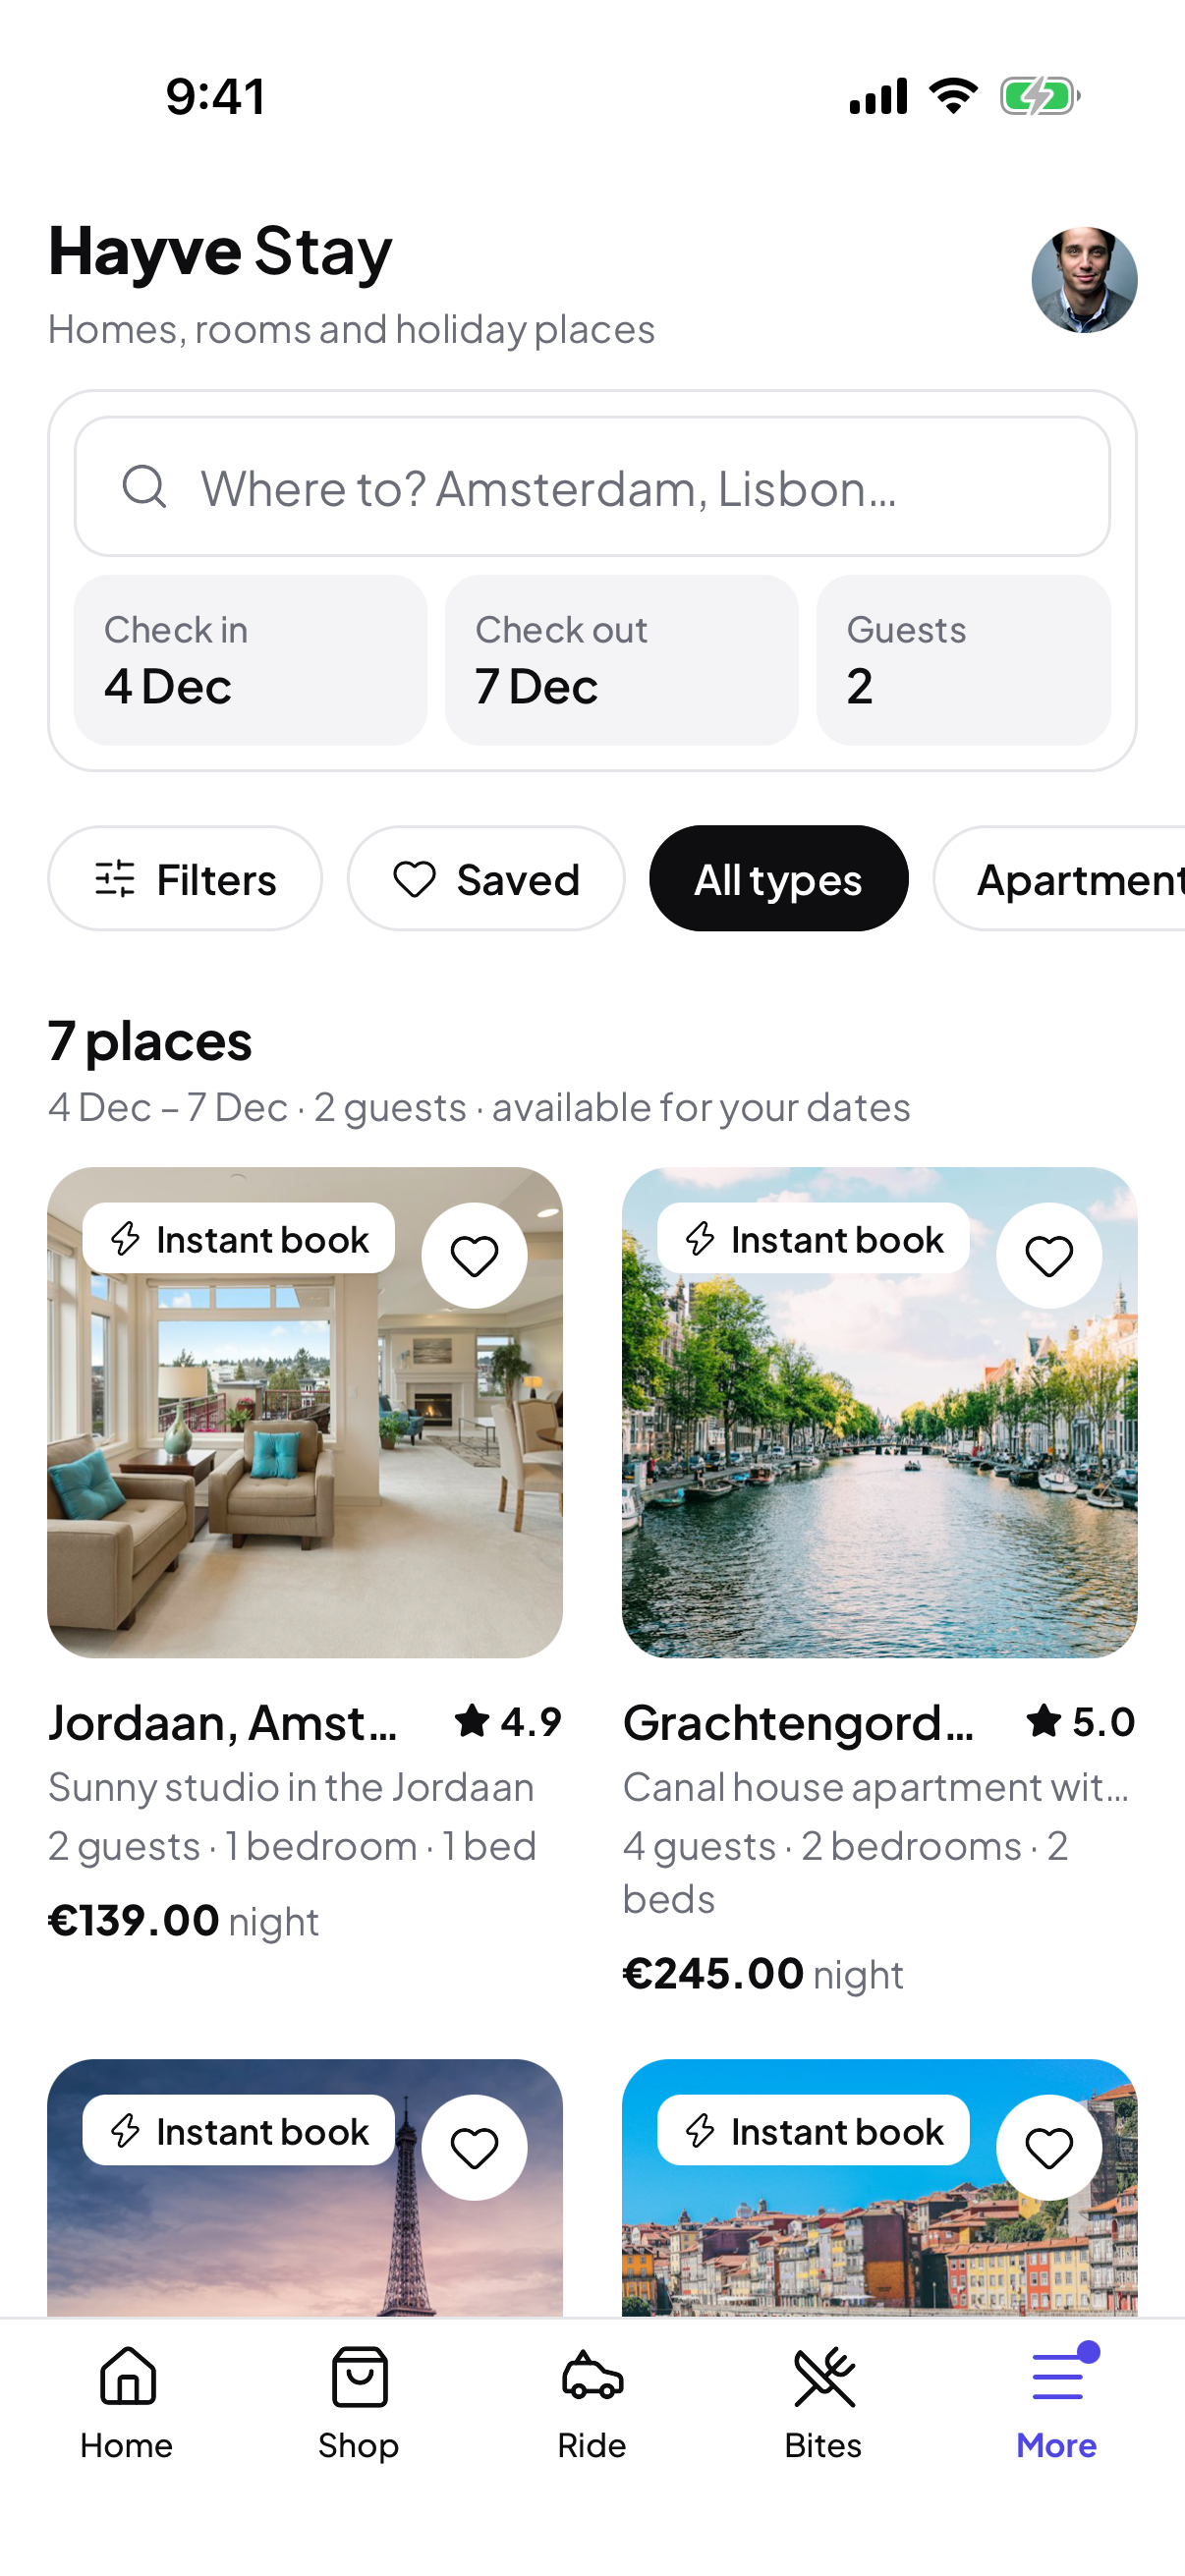 9:41
Hayve Stay
Homes, rooms and holiday places
Where to? Amsterdam, Lisbon...
Check in
4 Dec
Check out
7 Dec
Guests
2
Filters
Saved
All types
Apartment
7 places
4 Dec – 7 Dec · 2 guests · available for your dates
Instant book
Instant book
Jordaan, Amst...
4.9
Sunny studio in the Jordaan
2 guests · 1 bedroom · 1 bed
€139.00 night
Grachtengord...
5.0
Canal house apartment wit...
4 guests · 2 bedrooms · 2
beds
€245.00 night
Instant book
Instant book
Home
Shop
Ride
Bites
More